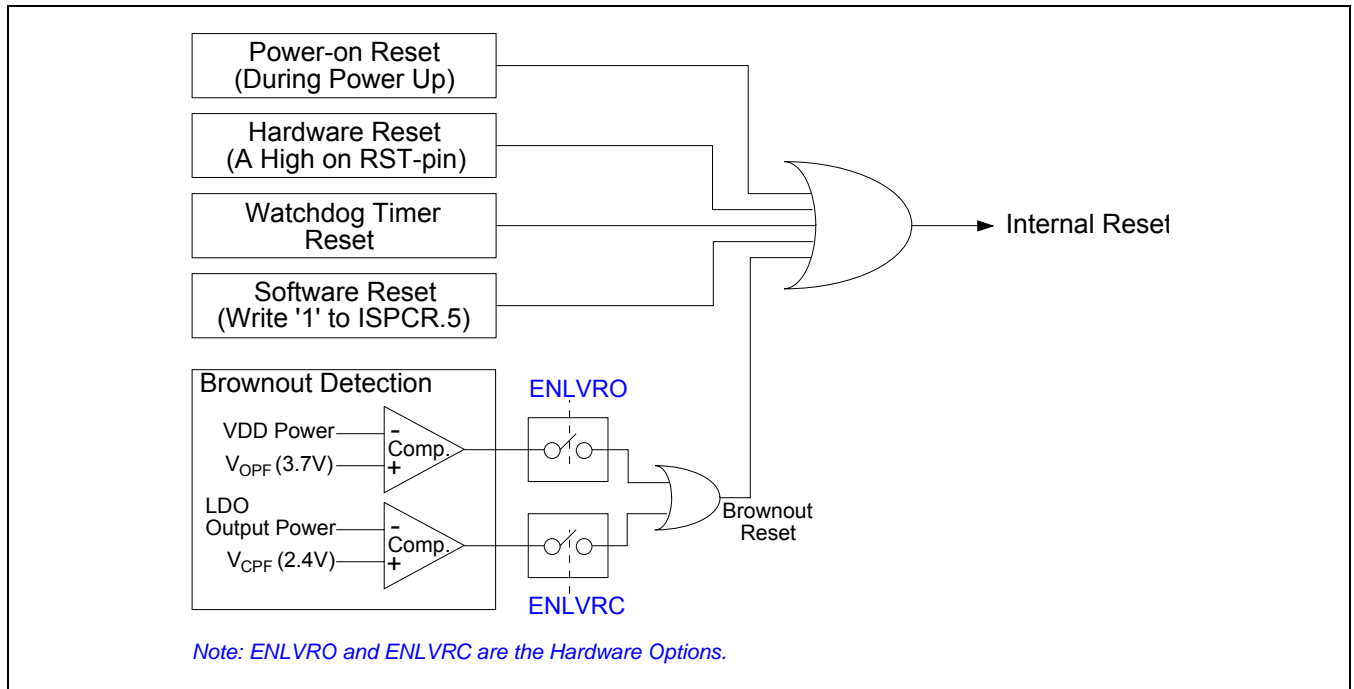 Power-on Reset
(During Power Up)
Hardware Reset
(A High on RST-pin)
Watchdog Timer
Reset
Software Reset
(Write '1' to ISPCR.5)
Internal Reset
Brownout Detection
VDD Power
VOPF (3.7V)
-
Comp.
+
LDO
Output Power
VCPF (2.4V)
-
Comp.
+
ENLVRO
ENLVRC
Brownout
Reset
Note: ENLVRO and ENLVRC are the Hardware Options.